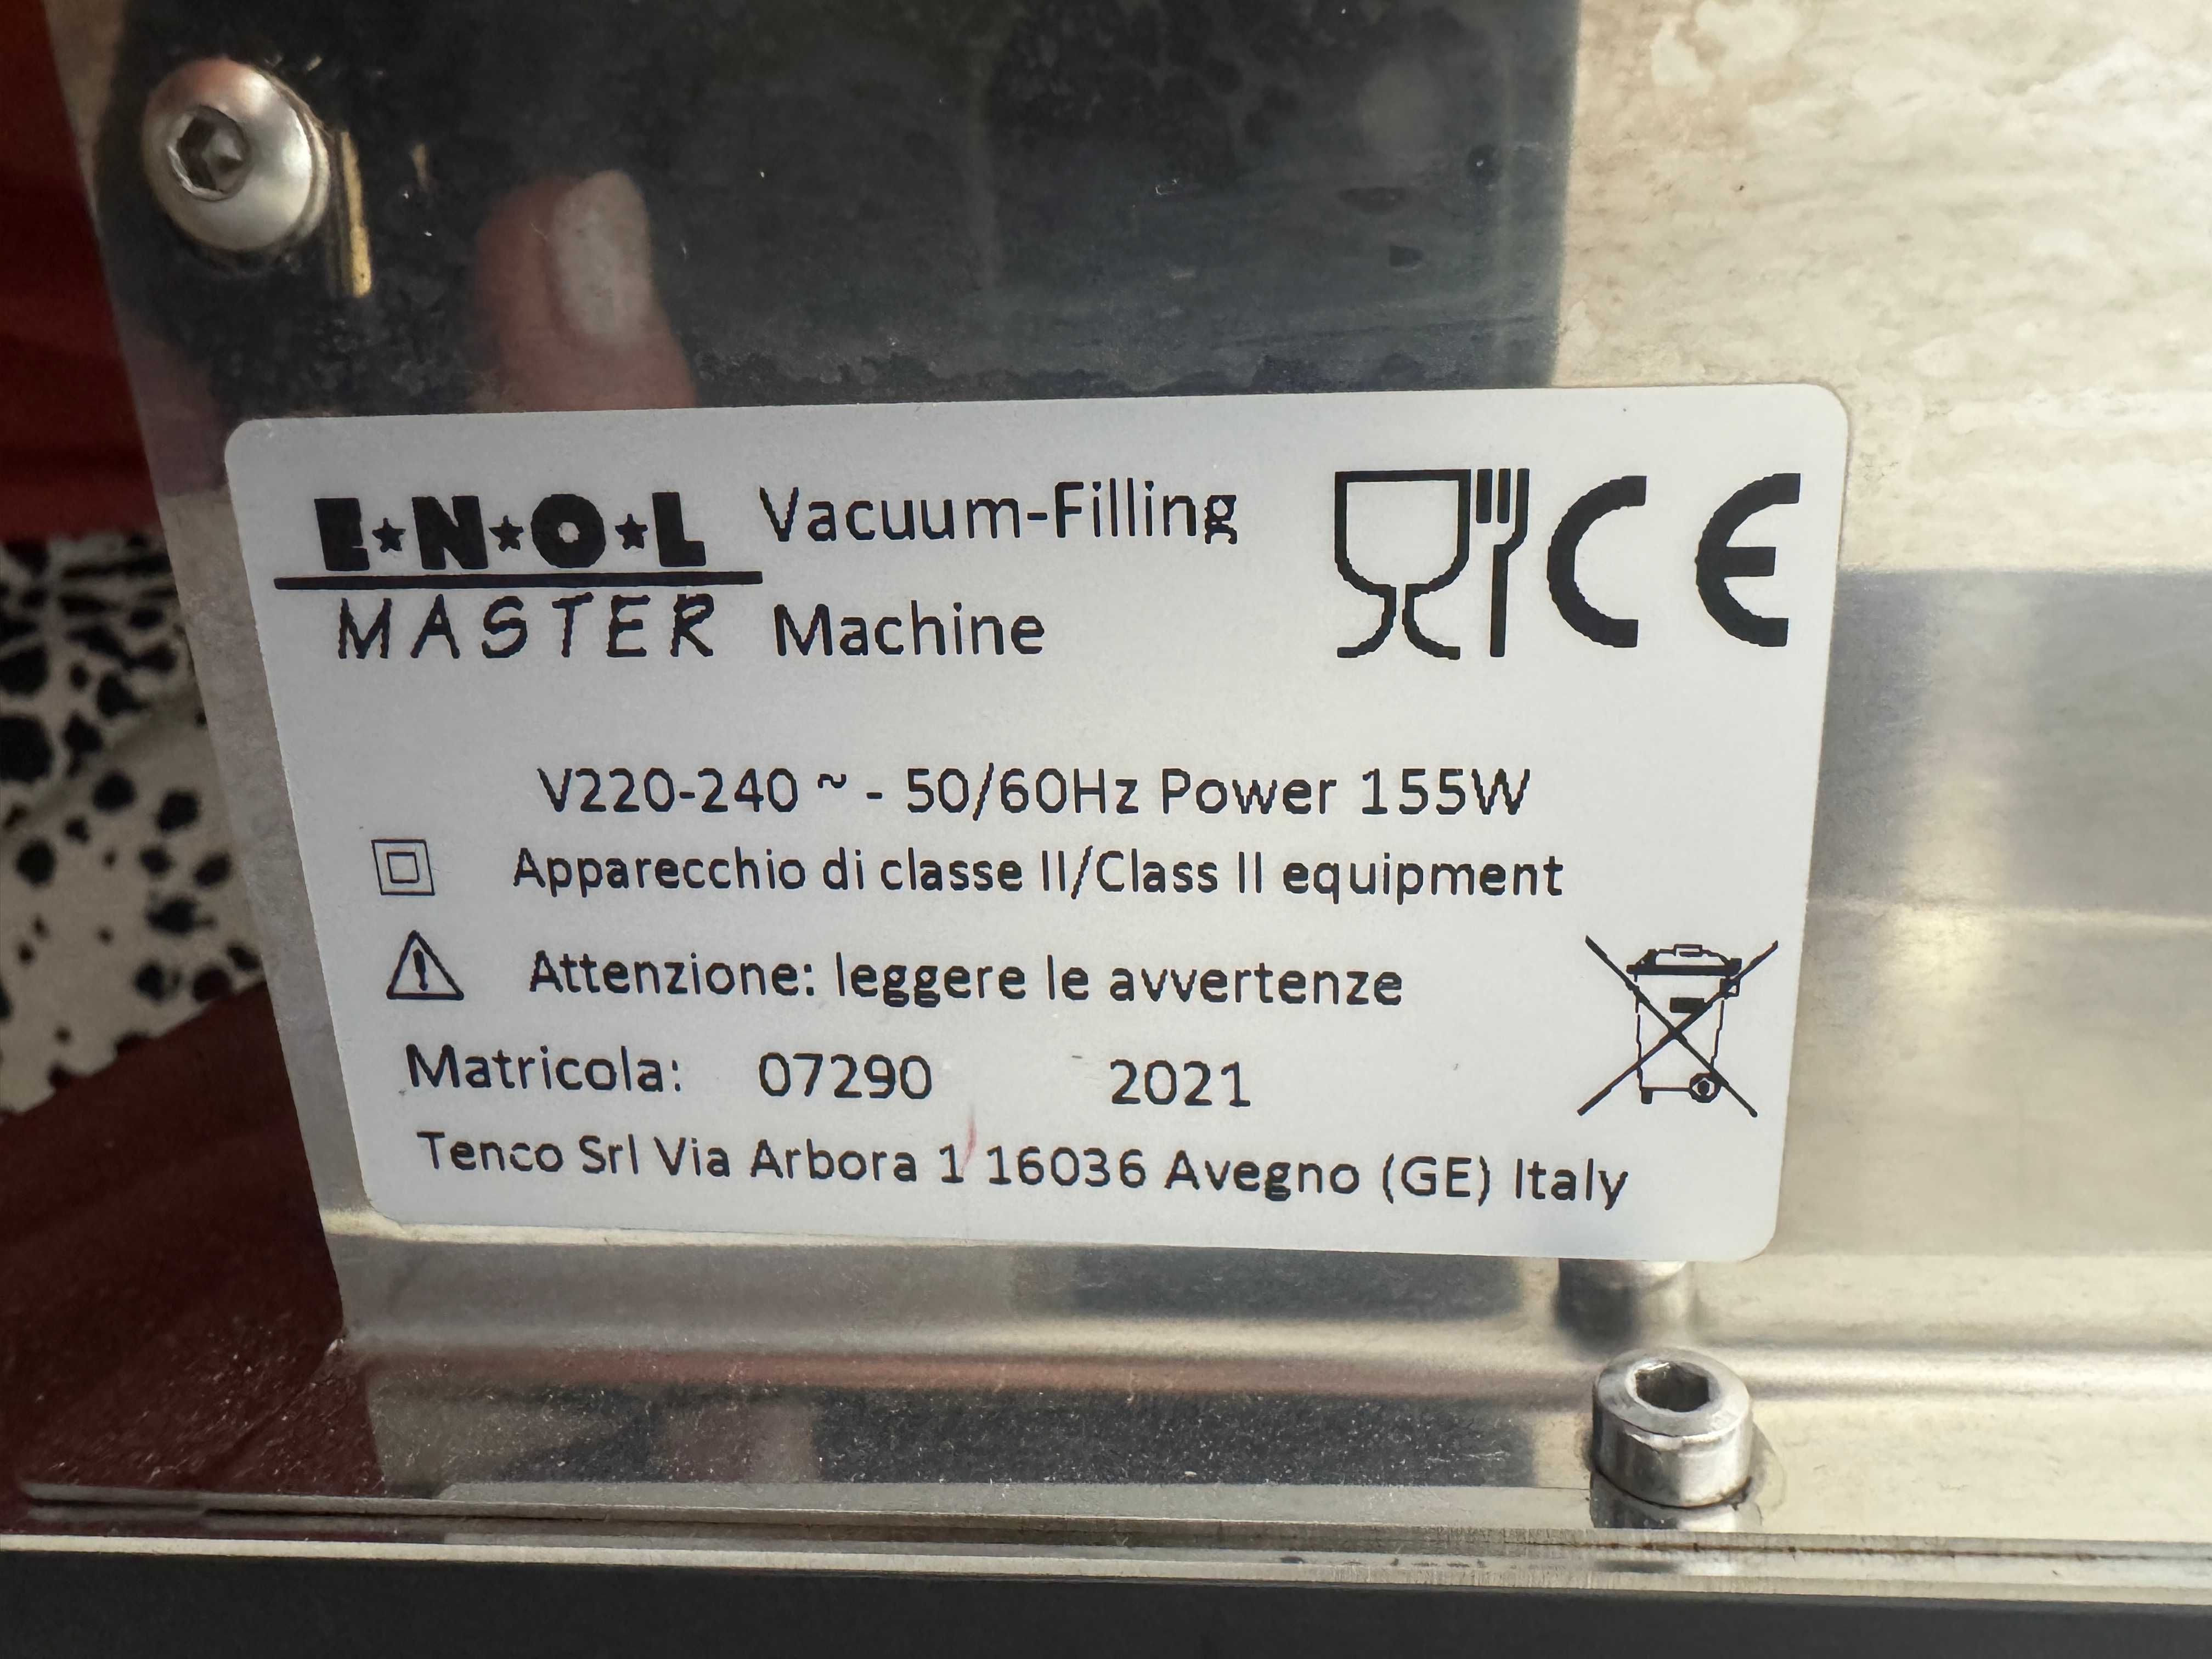 E★N★O★L Vacuum-Filling
MASTER Machine
CE
V220-240 ~ - 50/60Hz Power 155W
Apparecchio di classe II/Class II equipment
Attenzione: leggere le avvertenze
Matricola: 07290 2021
Tenco Srl Via Arbora 1 16036 Avegno (GE) Italy